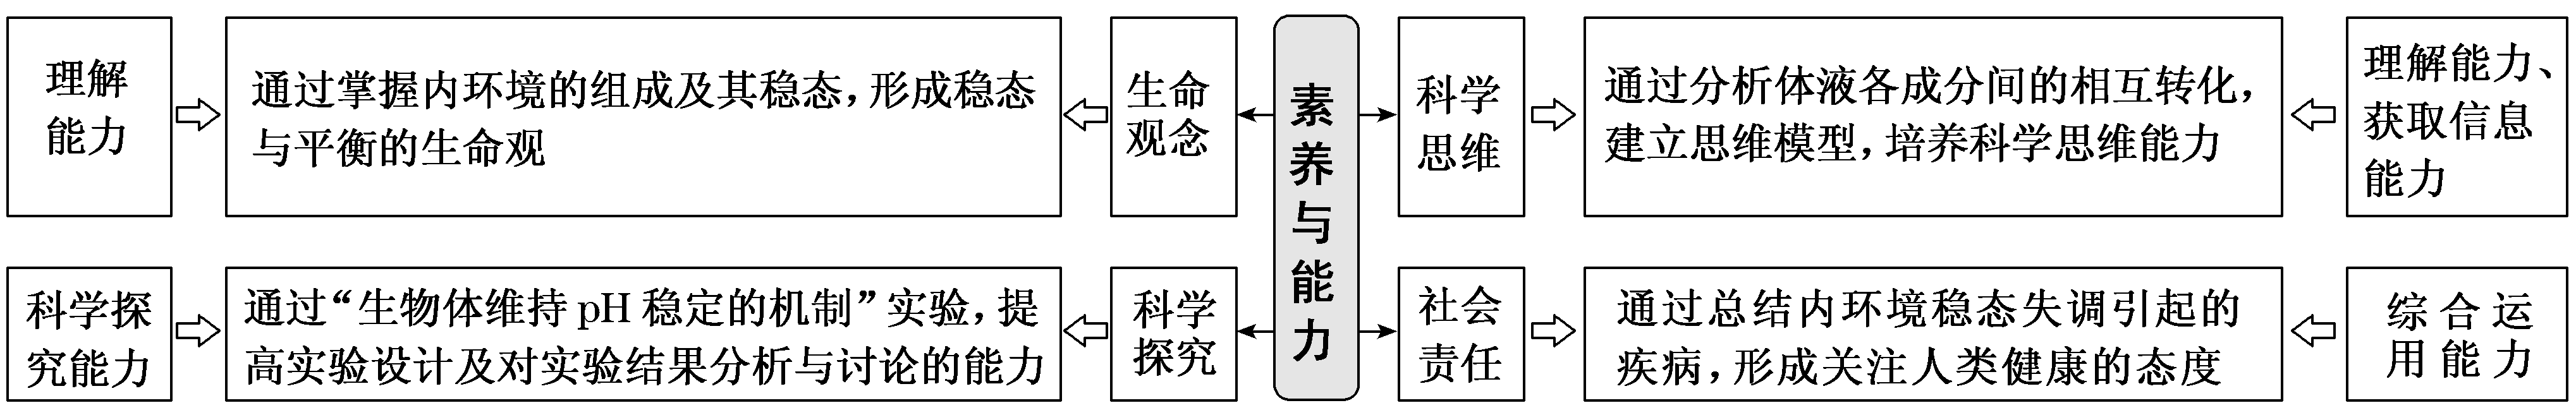 理解
能力
通过掌握内环境的组成及其稳态，形成稳态
与平衡的生命观
生命
观念
素养与能力
科学
思维
通过分析体液各成分间的相互转化，
建立思维模型，培养科学思维能力
理解能力、
获取信息
能力
科学探
究能力
通过“生物体维持 pH 稳定的机制”实验，提
高实验设计及对实验结果分析与讨论的能力
科学
探究
社会
责任
通过总结内环境稳态失调引起的
疾病，形成关注人类健康的态度
综合运
用能力